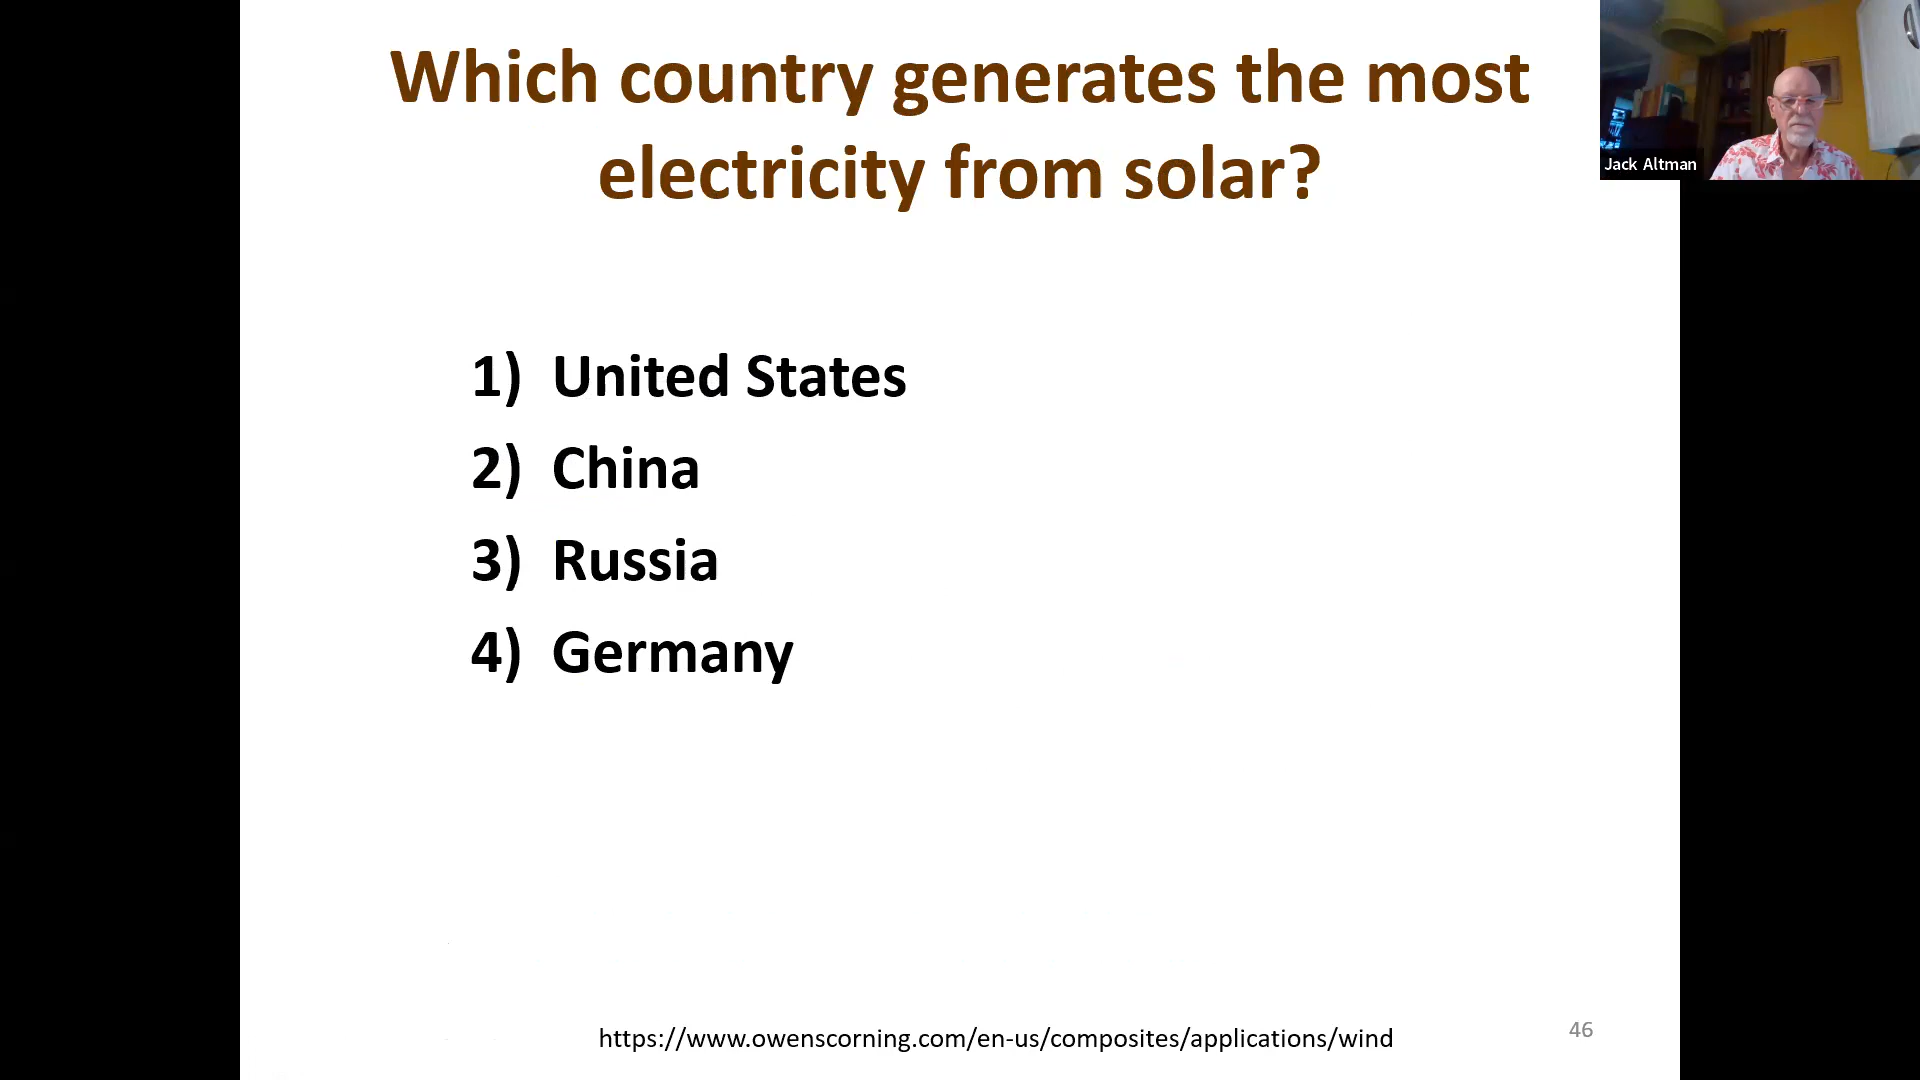 Which country generates the most
electricity from solar?
Jack Altman
1) United States
2) China
3) Russia
4) Germany
https://www.owenscorning.com/en-us/composites/applications/wind
46